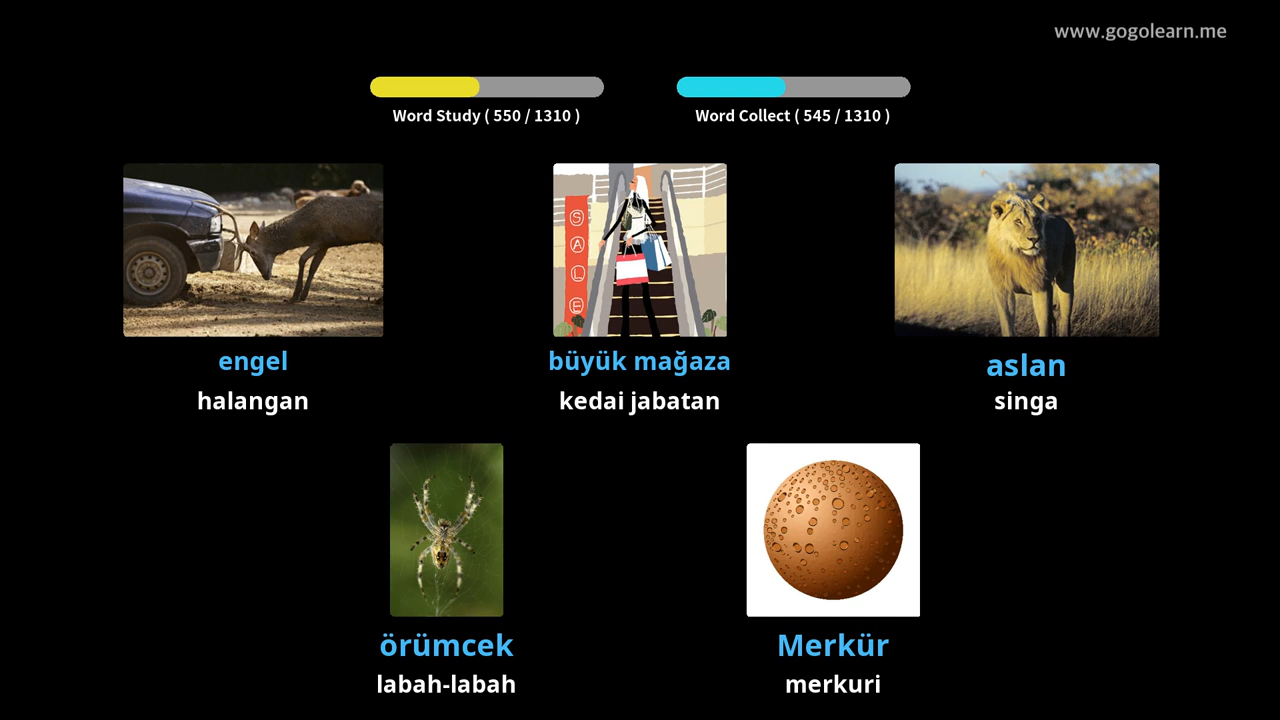 www.gogolearn.me
Word Study ( 550 / 1310 )
Word Collect ( 545 / 1310 )
S
A
L
E
engel
halangan
büyük mağaza
kedai jabatan
aslan
singa
örümcek
labah-labah
Merkür
merkuri